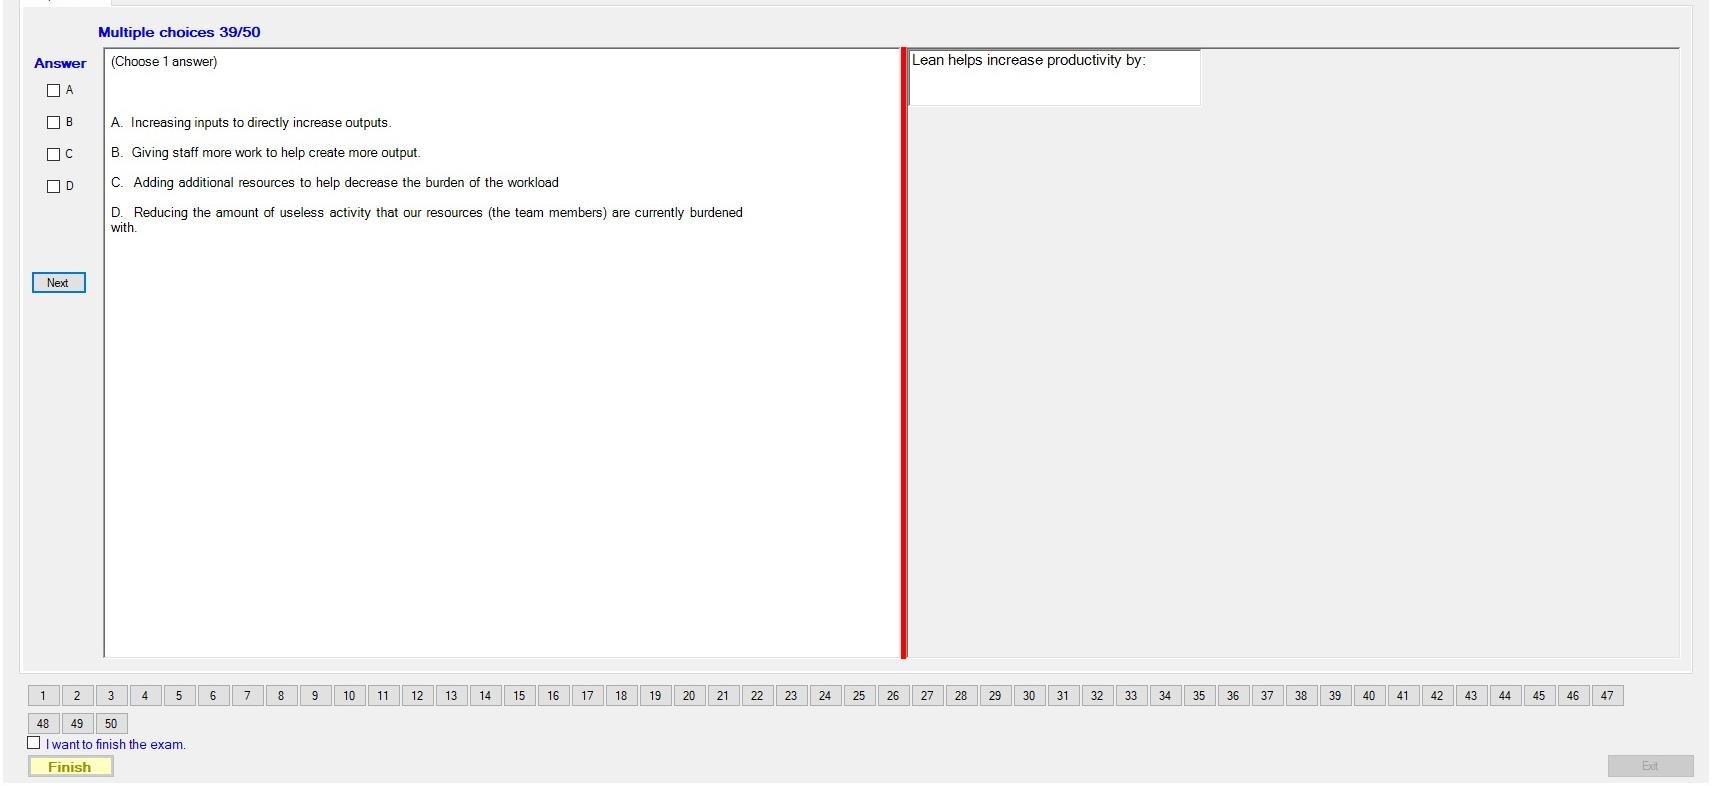 Multiple choices 39/50
Answer
(Choose 1 answer)
Lean helps increase productivity by:
A
B
C
D
A. Increasing inputs to directly increase outputs.
B. Giving staff more work to help create more output.
C. Adding additional resources to help decrease the burden of the workload
D. Reducing the amount of useless activity that our resources (the team members) are currently burdened
with.
Next
1 2 3 4 5 6 7 8 9 10 11 12 13 14 15 16 17 18 19 20 21 22 23 24 25 26 27 28 29 30 31 32 33 34 35 36 37 38 39 40 41 42 43 44 45 46 47
48 49 50
I want to finish the exam.
Finish
Exit